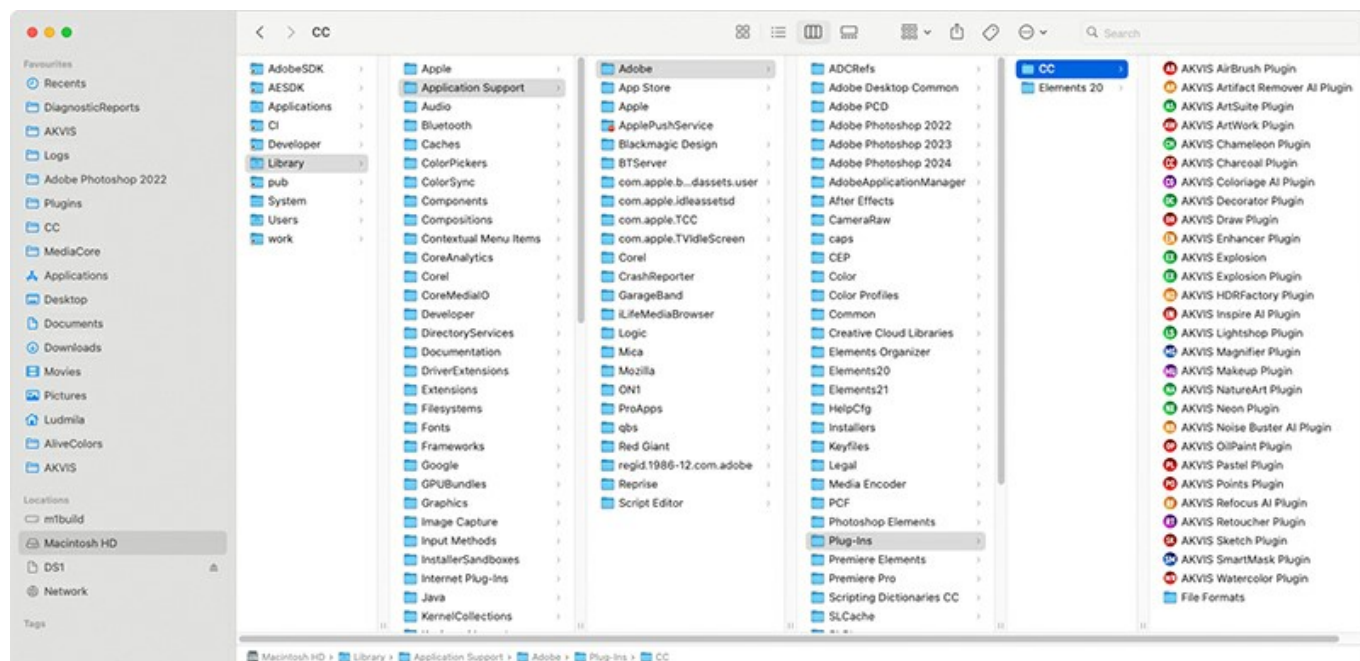 CC
Search
Favourites
Recents
DiagnosticReports
AKVIS
Logs
Adobe Photoshop 2022
Plugins
CC
MediaCore
Applications
Desktop
Documents
Downloads
Movies
Pictures
Ludmila
AliveColors
AKVIS
Locations
m1build
Macintosh HD
DS1
Network
Tags
AdobeSDK
AESDK
Applications
CI
Developer
Library
pub
System
Users
work
Apple
Application Support
Audio
Bluetooth
Caches
ColorPickers
ColorSync
Components
Compositions
Contextual Menu Items
CoreAnalytics
Corel
CoreMediaIO
Developer
DirectoryServices
Documentation
DriverExtensions
Extensions
Filesystems
Fonts
Frameworks
Google
GPUBundles
Graphics
Image Capture
Input Methods
InstallerSandboxes
Internet Plug-Ins
Java
KernelCollections
Adobe
App Store
Apple
ApplePushService
Blackmagic Design
BTServer
com.apple.b...dassets.user
com.apple.idleassetsd
com.apple.TCC
com.apple.TVIdleScreen
Corel
CrashReporter
GarageBand
iLifeMediaBrowser
Logic
Mica
Mozilla
ON1
ProApps
qbs
Red Giant
regid.1986-12.com.adobe
Reprise
Script Editor
ADCRefs
Adobe Desktop Common
Adobe PCD
Adobe Photoshop 2022
Adobe Photoshop 2023
Adobe Photoshop 2024
AdobeApplicationManager
After Effects
CameraRaw
caps
CEP
Color
Color Profiles
Common
Creative Cloud Libraries
Elements Organizer
Elements20
Elements21
HelpCfg
Installers
Keyfiles
Legal
Media Encoder
PCF
Photoshop Elements
Plug-Ins
Premiere Elements
Premiere Pro
Scripting Dictionaries CC
SLCache
CC
Elements 20
AKVIS AirBrush Plugin
AKVIS Artifact Remover AI Plugin
AKVIS ArtSuite Plugin
AKVIS ArtWork Plugin
AKVIS Chameleon Plugin
AKVIS Charcoal Plugin
AKVIS Coloriage AI Plugin
AKVIS Decorator Plugin
AKVIS Draw Plugin
AKVIS Enhancer Plugin
AKVIS Explosion
AKVIS Explosion Plugin
AKVIS HDRFactory Plugin
AKVIS Inspire AI Plugin
AKVIS Lightshop Plugin
AKVIS Magnifier Plugin
AKVIS Makeup Plugin
AKVIS NatureArt Plugin
AKVIS Neon Plugin
AKVIS Noise Buster AI Plugin
AKVIS OilPaint Plugin
AKVIS Pastel Plugin
AKVIS Points Plugin
AKVIS Refocus AI Plugin
AKVIS Retoucher Plugin
AKVIS Sketch Plugin
AKVIS SmartMask Plugin
AKVIS Watercolor Plugin
File Formats
Macintosh HD › Library › Application Support › Adobe › Plug-Ins › CC